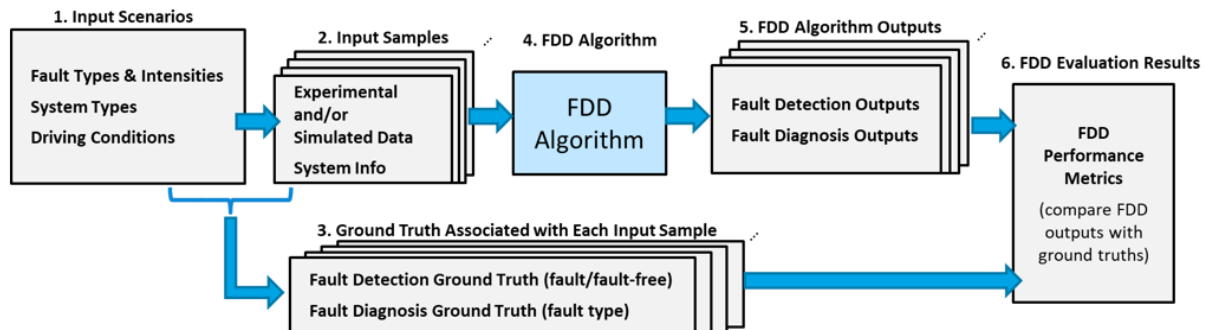 1. Input Scenarios
Fault Types & Intensities
System Types
Driving Conditions
2. Input Samples
Experimental
and/or
Simulated Data
System Info
3. Ground Truth Associated with Each Input Sample
Fault Detection Ground Truth (fault/fault-free)
Fault Diagnosis Ground Truth (fault type)
4. FDD Algorithm
FDD
Algorithm
5. FDD Algorithm Outputs
Fault Detection Outputs
Fault Diagnosis Outputs
6. FDD Evaluation Results
FDD
Performance
Metrics
(compare FDD
outputs with
ground truths)